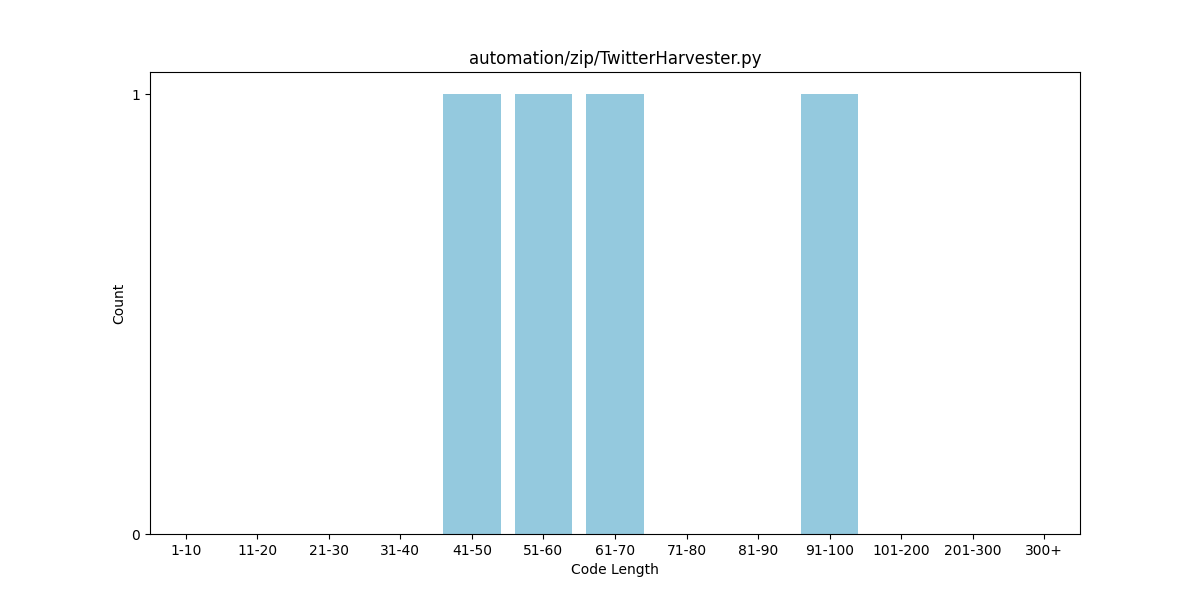 automation/zip/TwitterHarvester.py
Count
1
0
1-10 11-20 21-30 31-40 41-50 51-60 61-70 71-80 81-90 91-100 101-200 201-300 300+
Code Length